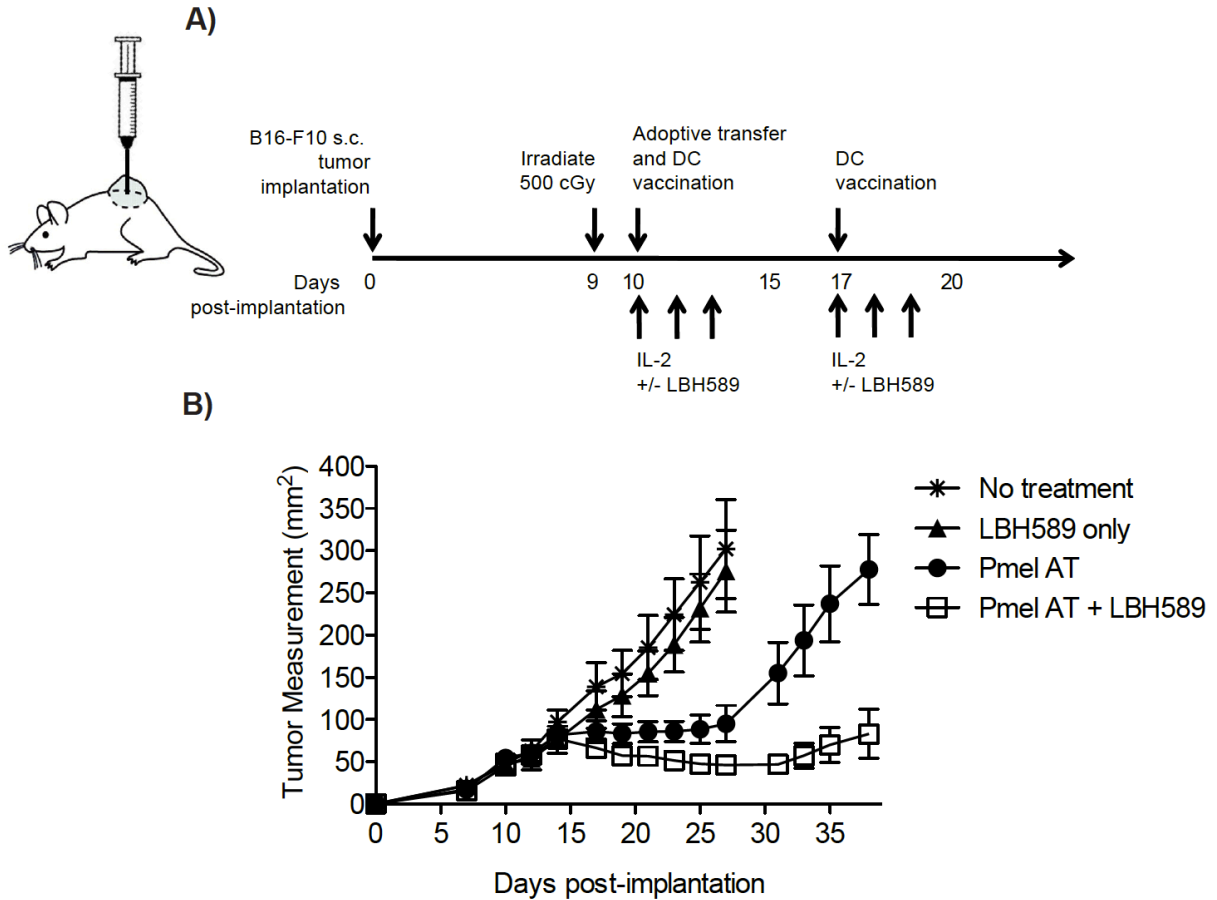 A)
B16-F10 s.c.
tumor
implantation
Irradiate
500 cGy
Adoptive transfer
and DC
vaccination
DC
vaccination
Days
post-implantation
0 9 10 15 17 20
IL-2
+/- LBH589
IL-2
+/- LBH589
B)
Tumor Measurement (mm²)
400
350
300
250
200
150
100
50
0
0 5 10 15 20 25 30 35
Days post-implantation
No treatment
LBH589 only
Pmel AT
Pmel AT + LBH589